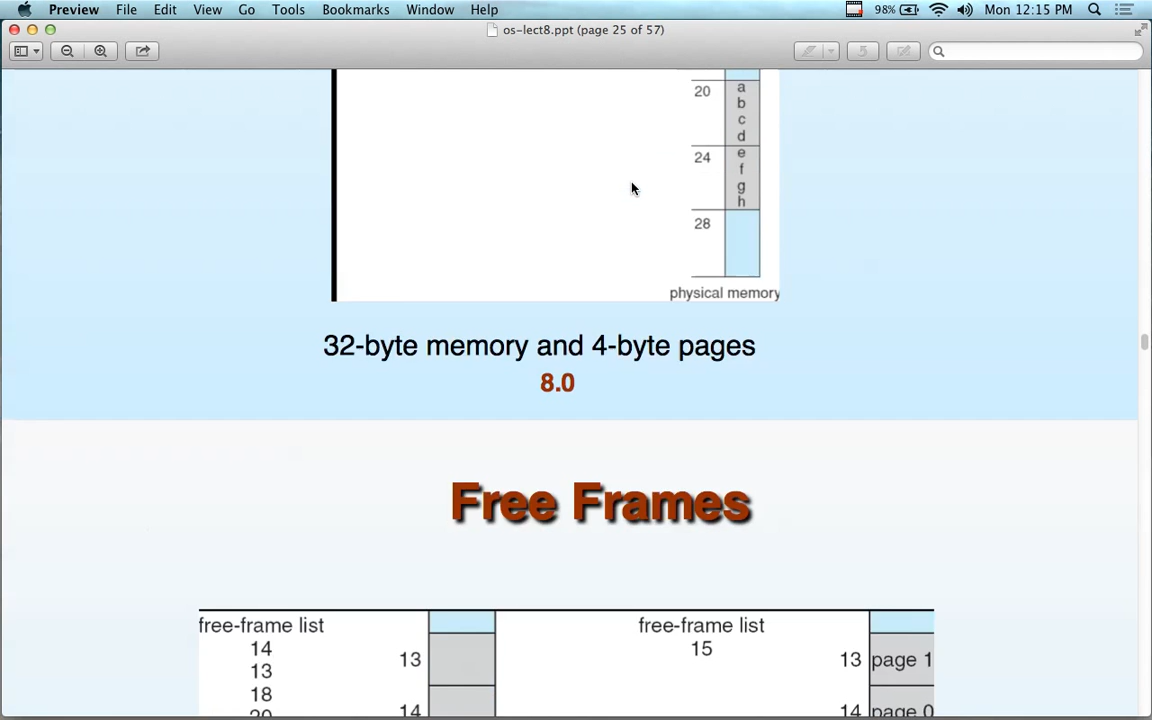 Preview File Edit View Go Tools Bookmarks Window Help 98% Mon 12:15 PM
os-lect8.ppt (page 25 of 57)
5
20 a
b
c
d
24 e
f
g
h
28
physical memory
32-byte memory and 4-byte pages
8.0
Free Frames
free-frame list free-frame list
14 15
13 13 13 page 1
18
20 14 14 page 0